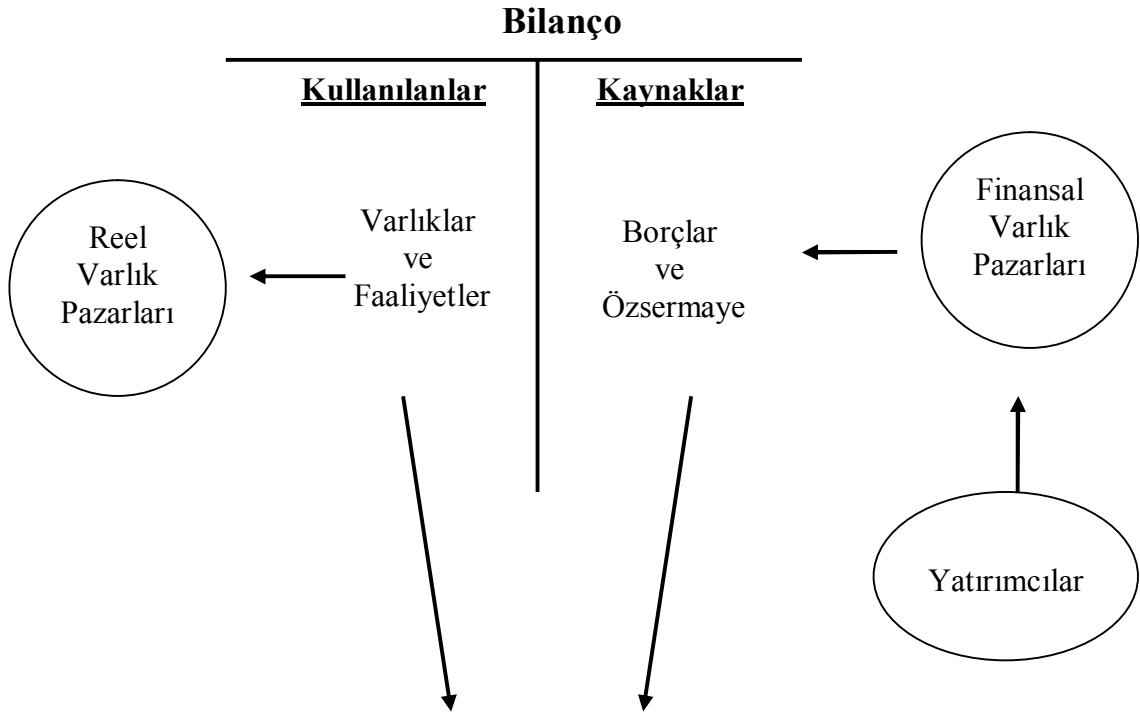 Bilanço
Kullanılanlar
Kaynaklar
Reel
Varlık
Pazarları
Varlıklar
ve
Faaliyetler
Borçlar
ve
Özsermaye
Finansal
Varlık
Pazarları
Yatırımcılar